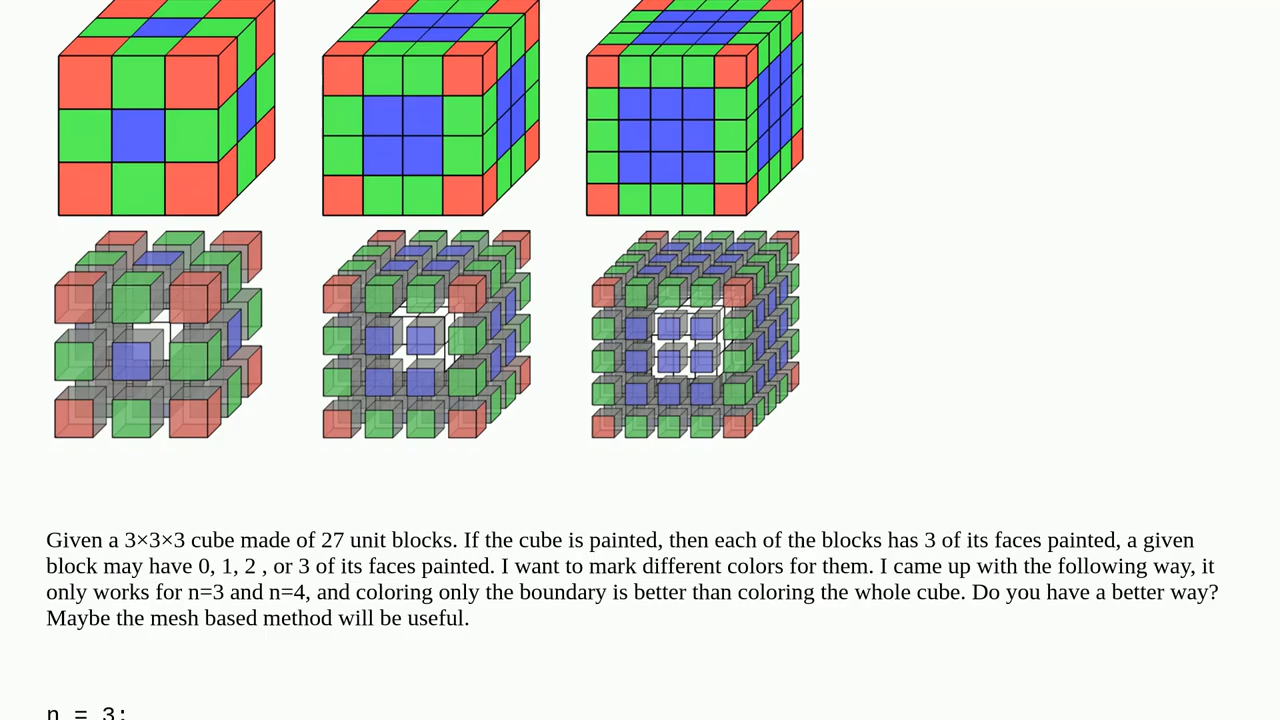 Given a 3×3×3 cube made of 27 unit blocks. If the cube is painted, then each of the blocks has 3 of its faces painted, a given
block may have 0, 1, 2 , or 3 of its faces painted. I want to mark different colors for them. I came up with the following way, it
only works for n=3 and n=4, and coloring only the boundary is better than coloring the whole cube. Do you have a better way?
Maybe the mesh based method will be useful.
n = 3;